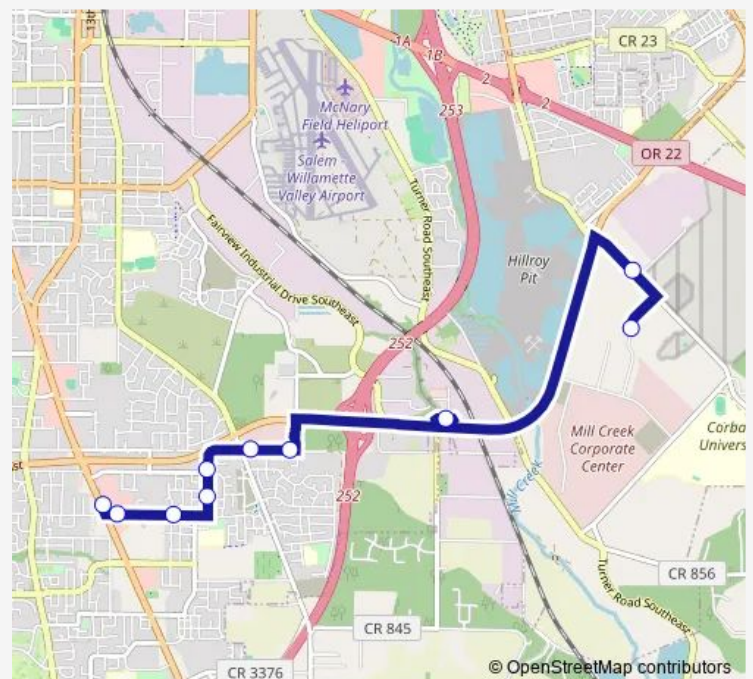 13th
1A
1B
2
2
253
CR 23
OR 22
McNary
Field Heliport
Salem -
Willamette
Valley Airport
Turner Road Southeast
Fairview Industrial Drive Southeast
Hillroy
Pit
252
252
Mill Creek
Corporate
Center
Corba
Univers
Mill Creek
Turner Road Southeast
CR 856
CR 845
CR 3376
© OpenStreetMap contributors